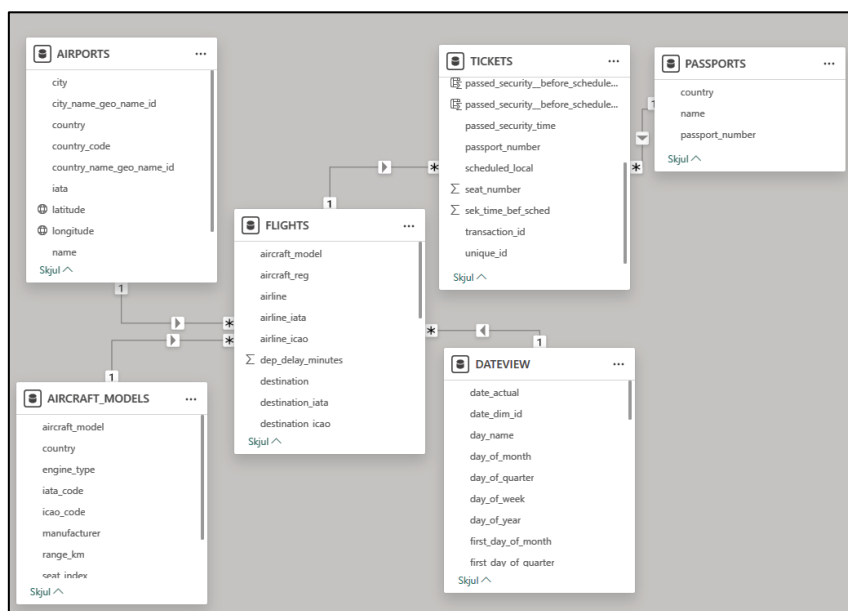 AIRPORTS
city
city_name_geo_name_id
country
country_code
country_name_geo_name_id
iata
latitude
longitude
name
Skjul
TICKETS
passed_security__before_schedule...
passed_security__before_schedule...
passed_security_time
passport_number
scheduled_local
seat_number
sek_time_bef_sched
transaction_id
unique_id
Skjul
PASSPORTS
country
name
passport_number
Skjul
FLIGHTS
aircraft_model
aircraft_reg
airline
airline_iata
airline_icao
dep_delay_minutes
destination
destination_iata
destination_icao
Skjul
AIRCRAFT_MODELS
aircraft_model
country
engine_type
iata_code
icao_code
manufacturer
range_km
seat_index
Skjul
DATEVIEW
date_actual
date_dim_id
day_name
day_of_month
day_of_quarter
day_of_week
day_of_year
first_day_of_month
first_day_of_quarter
Skjul
1
*
1
*
1
*
1
*
1
*